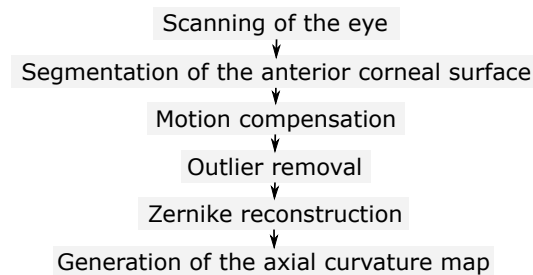 Scanning of the eye
Segmentation of the anterior corneal surface
Motion compensation
Outlier removal
Zernike reconstruction
Generation of the axial curvature map